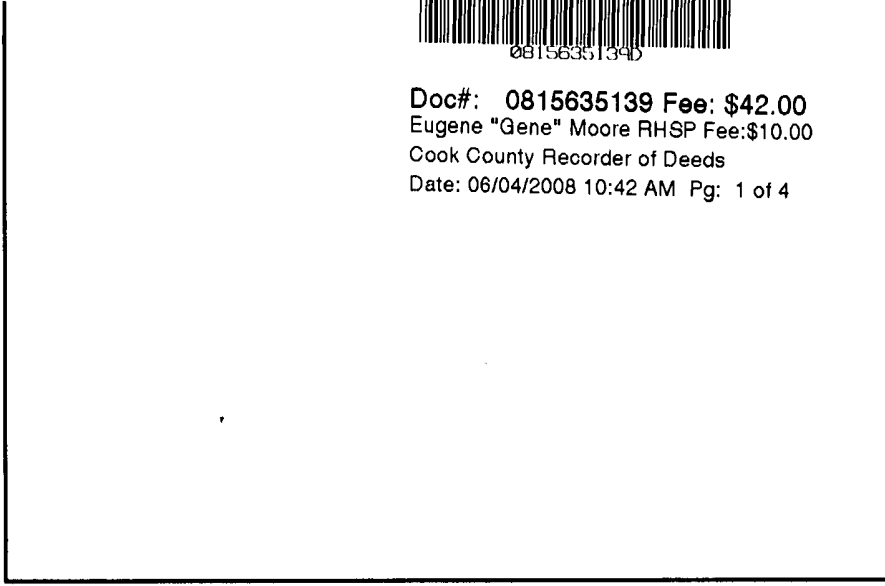 0815635139D
Doc#: 0815635139 Fee: $42.00
Eugene "Gene" Moore RHSP Fee:$10.00
Cook County Recorder of Deeds
Date: 06/04/2008 10:42 AM Pg: 1 of 4